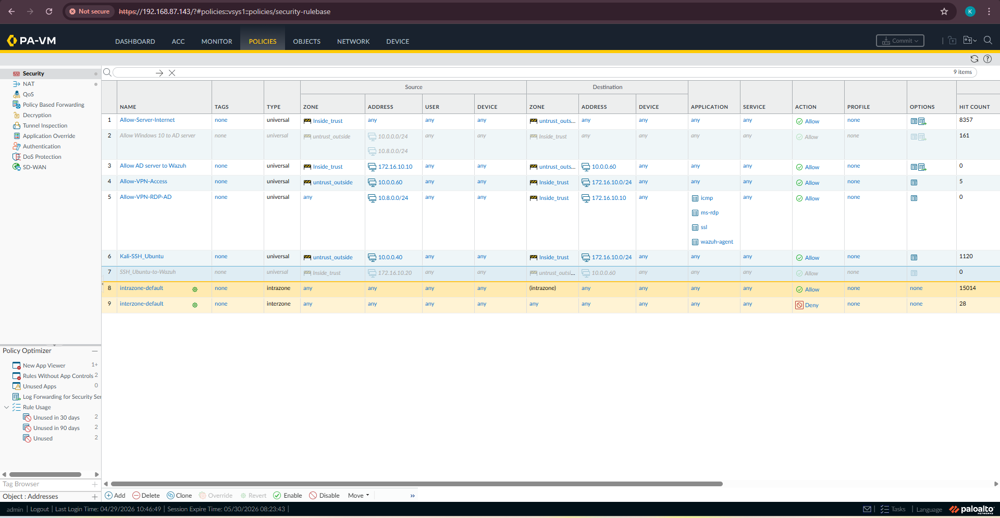 Not secure https://192.168.87.143/?#policies::vsys1::policies/security-rulebase K
PA-VM DASHBOARD ACC MONITOR POLICIES OBJECTS NETWORK DEVICE Commit
Security
NAT
QoS
Policy Based Forwarding
Decryption
Tunnel Inspection
Application Override
Authentication
DoS Protection
SD-WAN
9 items
Source Destination
NAME TAGS TYPE ZONE ADDRESS USER DEVICE ZONE ADDRESS DEVICE APPLICATION SERVICE ACTION PROFILE OPTIONS HIT COUNT
1 Allow-Server-Internet none universal Inside_trust any any any untrust_outs... any any any any Allow none 8357
2 Allow Windows 10 to AD server none universal untrust_outside 10.0.0.0/24 any any Inside_trust any any any any Allow none 161
10.8.0.0/24
3 Allow AD server to Wazuh none universal Inside_trust 172.16.10.10 any any untrust_outs... 10.0.0.60 any any any Allow none 0
4 Allow-VPN-Access none universal untrust_outside 10.0.0.60 any any Inside_trust 172.16.10.0/24 any any any Allow none 5
5 Allow-VPN-RDP-AD none universal any 10.8.0.0/24 any any Inside_trust 172.16.10.10 any icmp any Allow none 0
ms-rdp
ssl
wazuh-agent
6 Kali-SSH_Ubuntu none universal untrust_outside 10.0.0.40 any any Inside_trust 172.16.10.0/24 any any any Allow none 1120
7 SSH_Ubuntu-to-Wazuh none universal Inside_trust 172.16.10.20 any any untrust_outsi... 10.0.0.60 any any any Allow none 0
8 intrazone-default none intrazone any any any any (intrazone) any any any any Allow none none 15014
9 interzone-default none interzone any any any any any any any any any Deny none none 28
Policy Optimizer
New App Viewer 1+
Rules Without App Controls 2
Unused Apps 0
Log Forwarding for Security Ser
Rule Usage
Unused in 30 days 2
Unused in 90 days 2
Unused 2
Tag Browser
Object : Addresses
Add Delete Clone Override Revert Enable Disable Move »
admin | Logout | Last Login Time: 04/29/2026 10:46:49 | Session Expire Time: 05/30/2026 08:23:43 | Tasks | Language paloalto NETWORKS